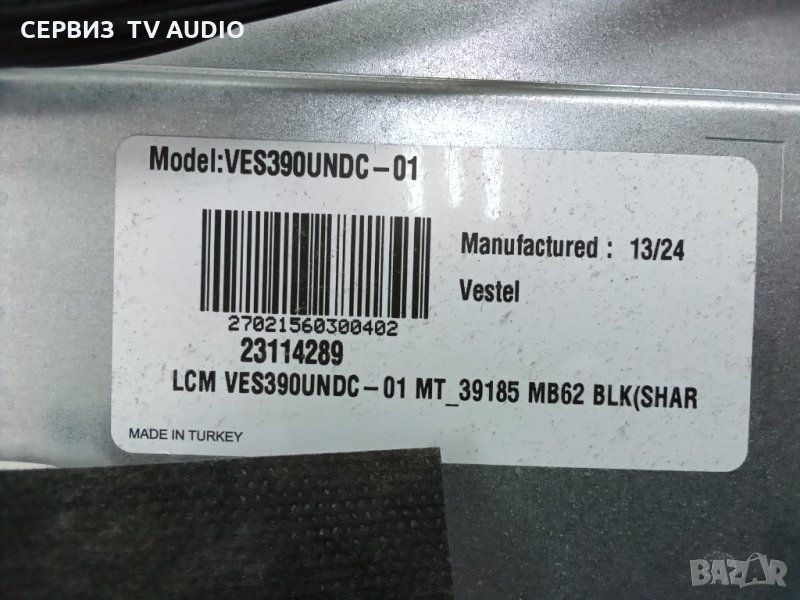 СЕРВИЗ TV AUDIO
Model:VES390UNDC-01
Manufactured : 13/24
Vestel
27021560300402
23114289
LCM VES390UNDC-01 MT_39185 MB62 BLK(SHAR
MADE IN TURKEY
BAZAR